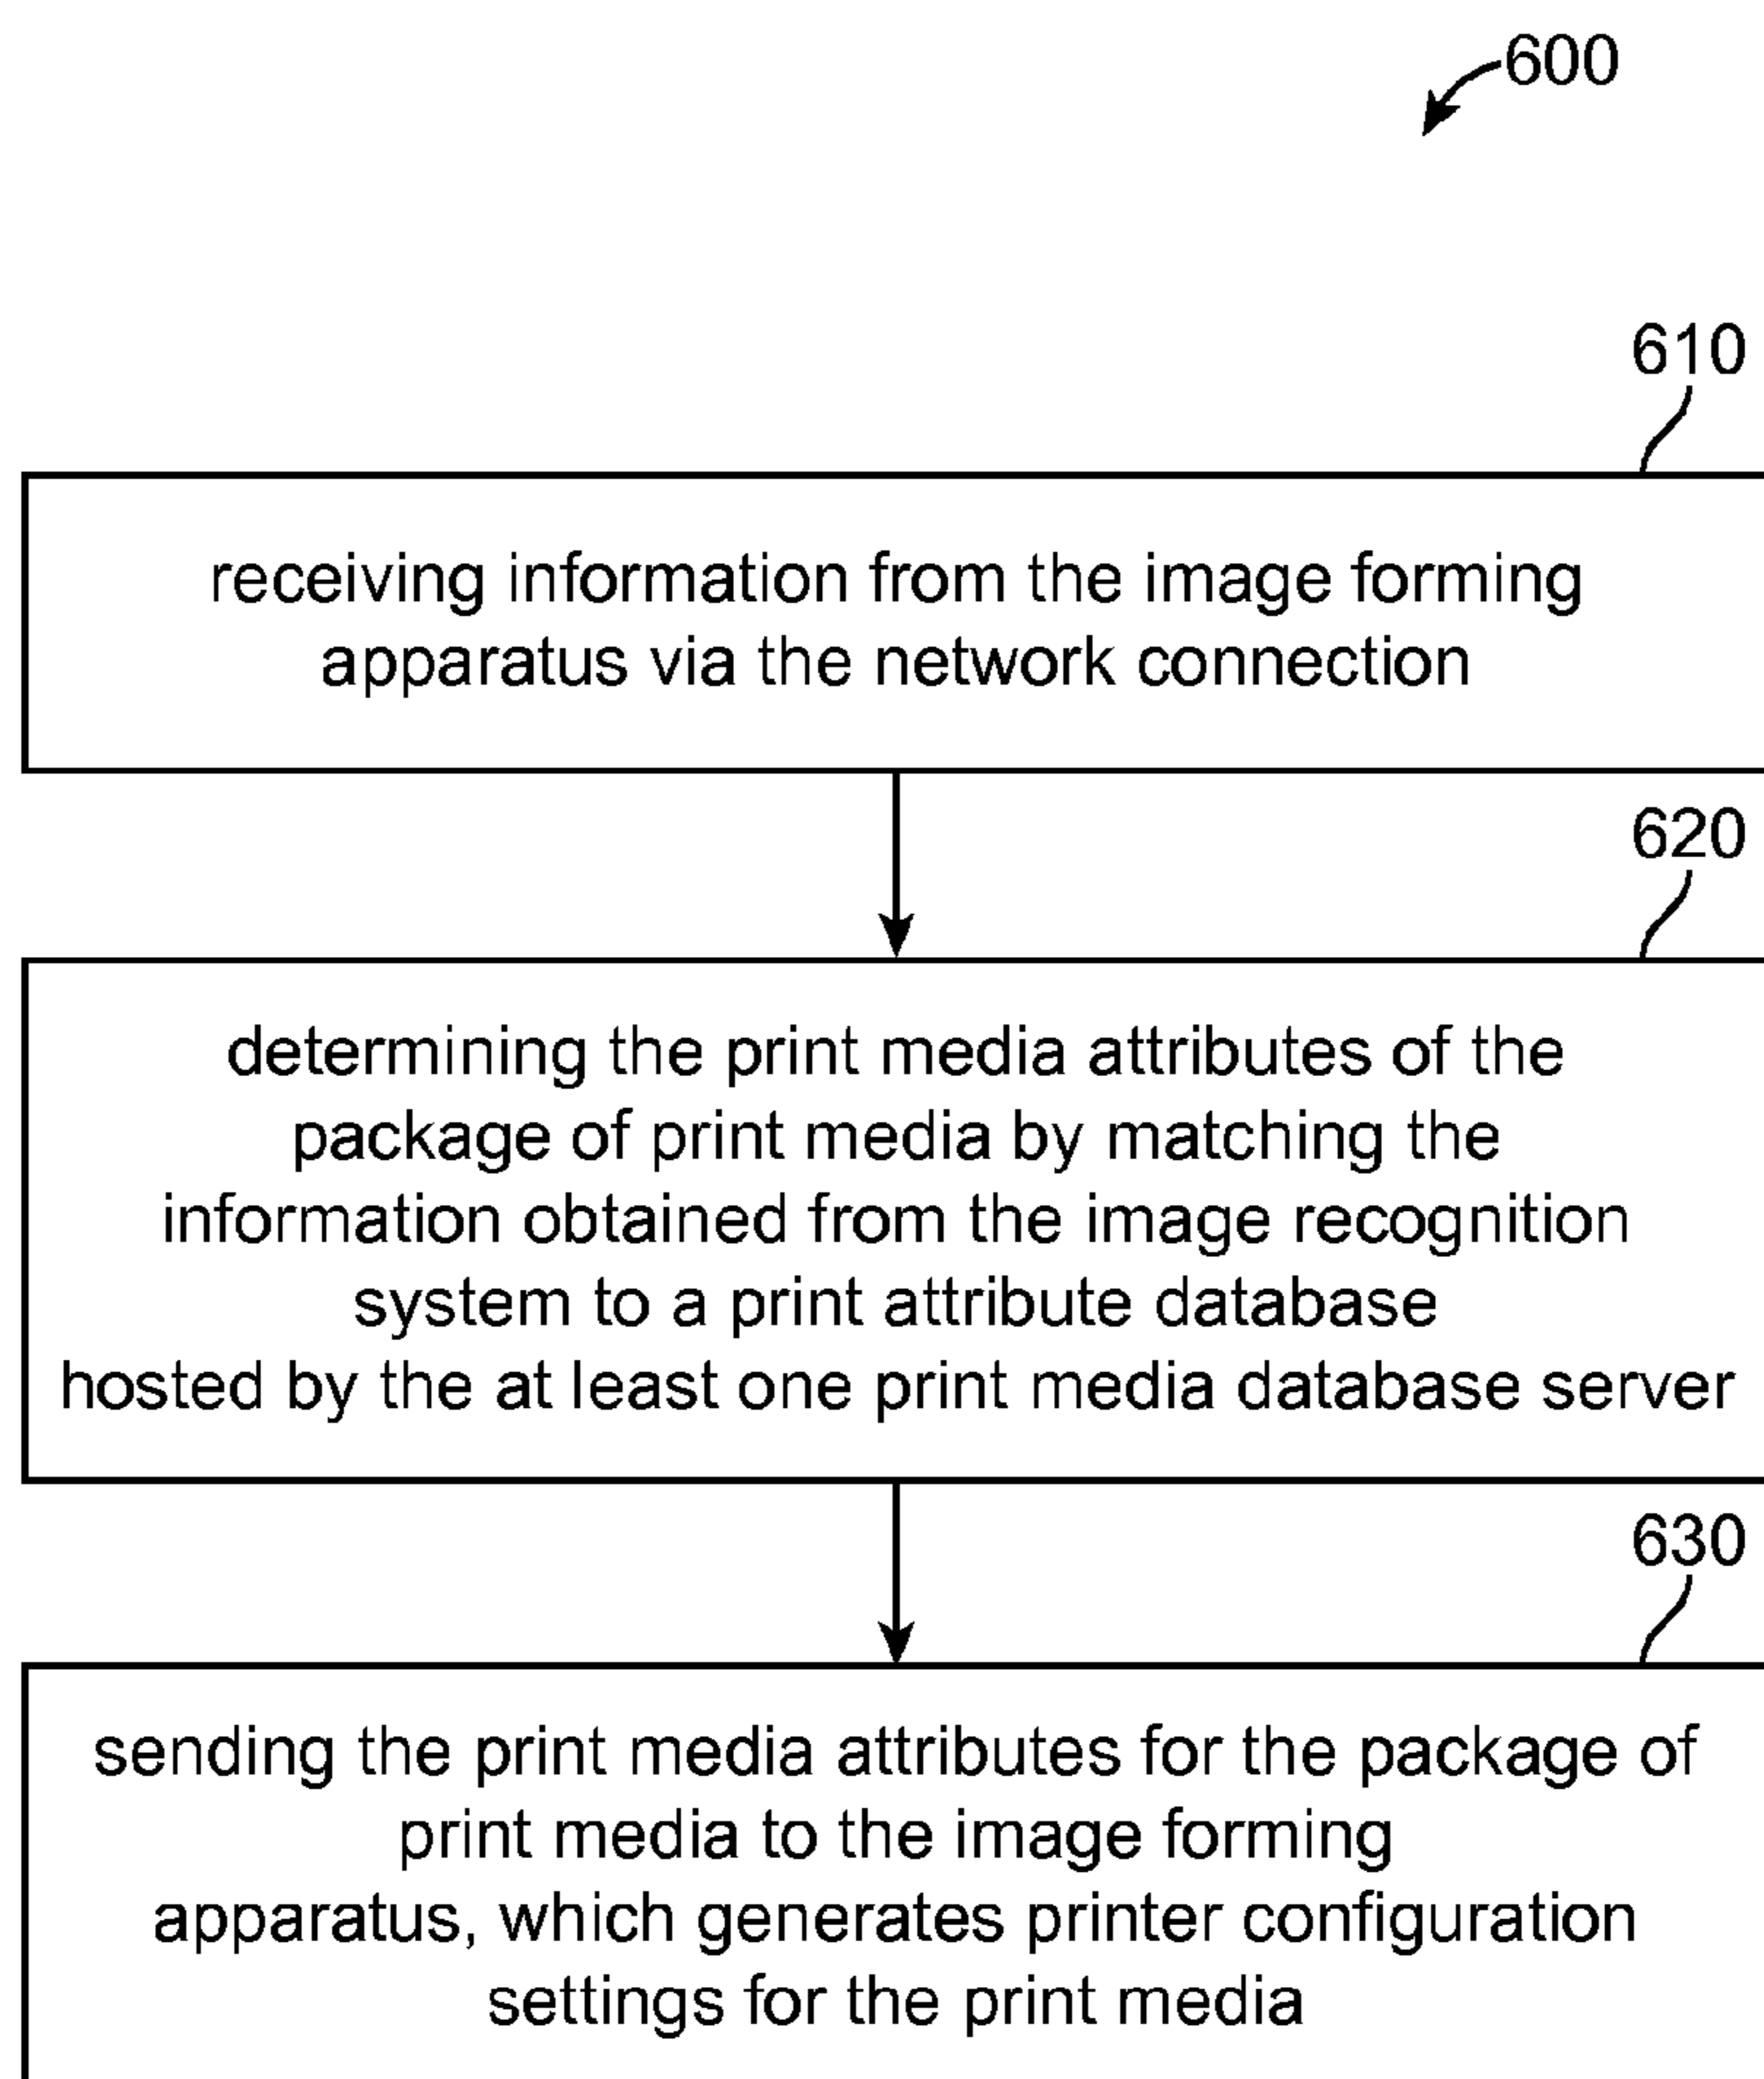 600
610
receiving information from the image forming
apparatus via the network connection
620
determining the print media attributes of the
package of print media by matching the
information obtained from the image recognition
system to a print attribute database
hosted by the at least one print media database server
630
sending the print media attributes for the package of
print media to the image forming
apparatus, which generates printer configuration
settings for the print media